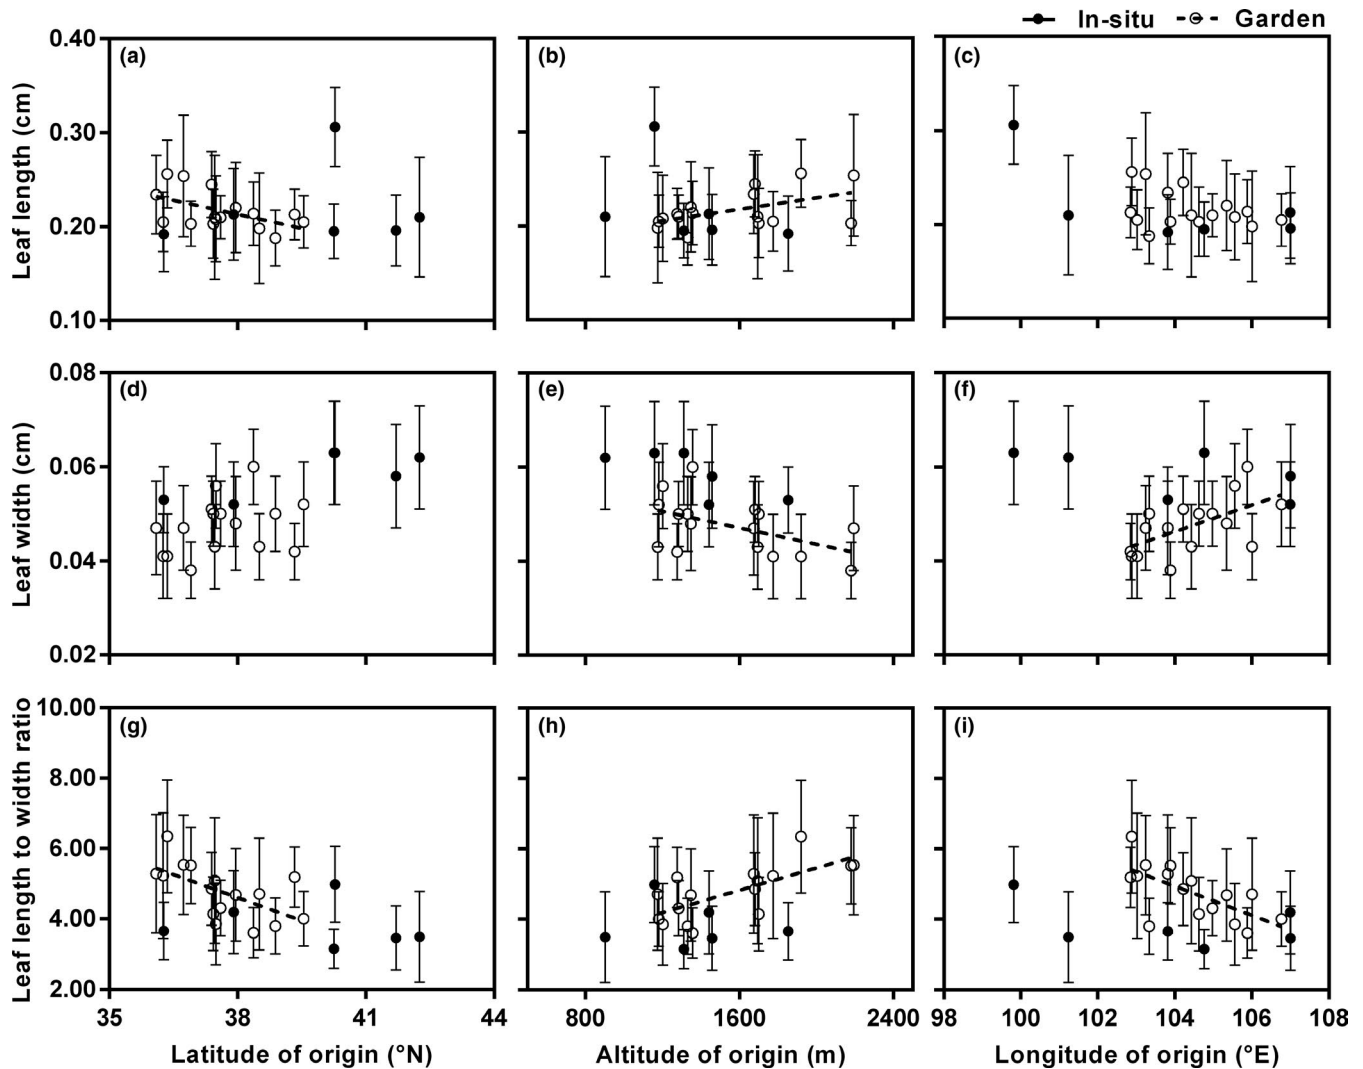 In-situ Garden
(a) (b) (c)
Leaf length (cm)
0.40
0.30
0.20
0.10
(d) (e) (f)
Leaf width (cm)
0.08
0.06
0.04
0.02
(g) (h) (i)
Leaf length to width ratio
10.00
8.00
6.00
4.00
2.00
35 38 41 44 800 1600 2400 98 100 102 104 106 108
Latitude of origin (°N) Altitude of origin (m) Longitude of origin (°E)